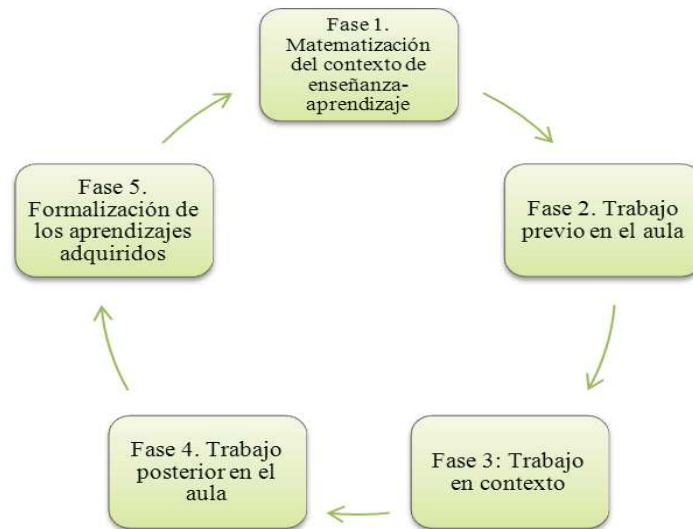 Fase 1.
Matematización
del contexto de
enseñanza-
aprendizaje
Fase 2. Trabajo
previo en el aula
Fase 3: Trabajo
en contexto
Fase 4. Trabajo
posterior en el
aula
Fase 5.
Formalización de
los aprendizajes
adquiridos